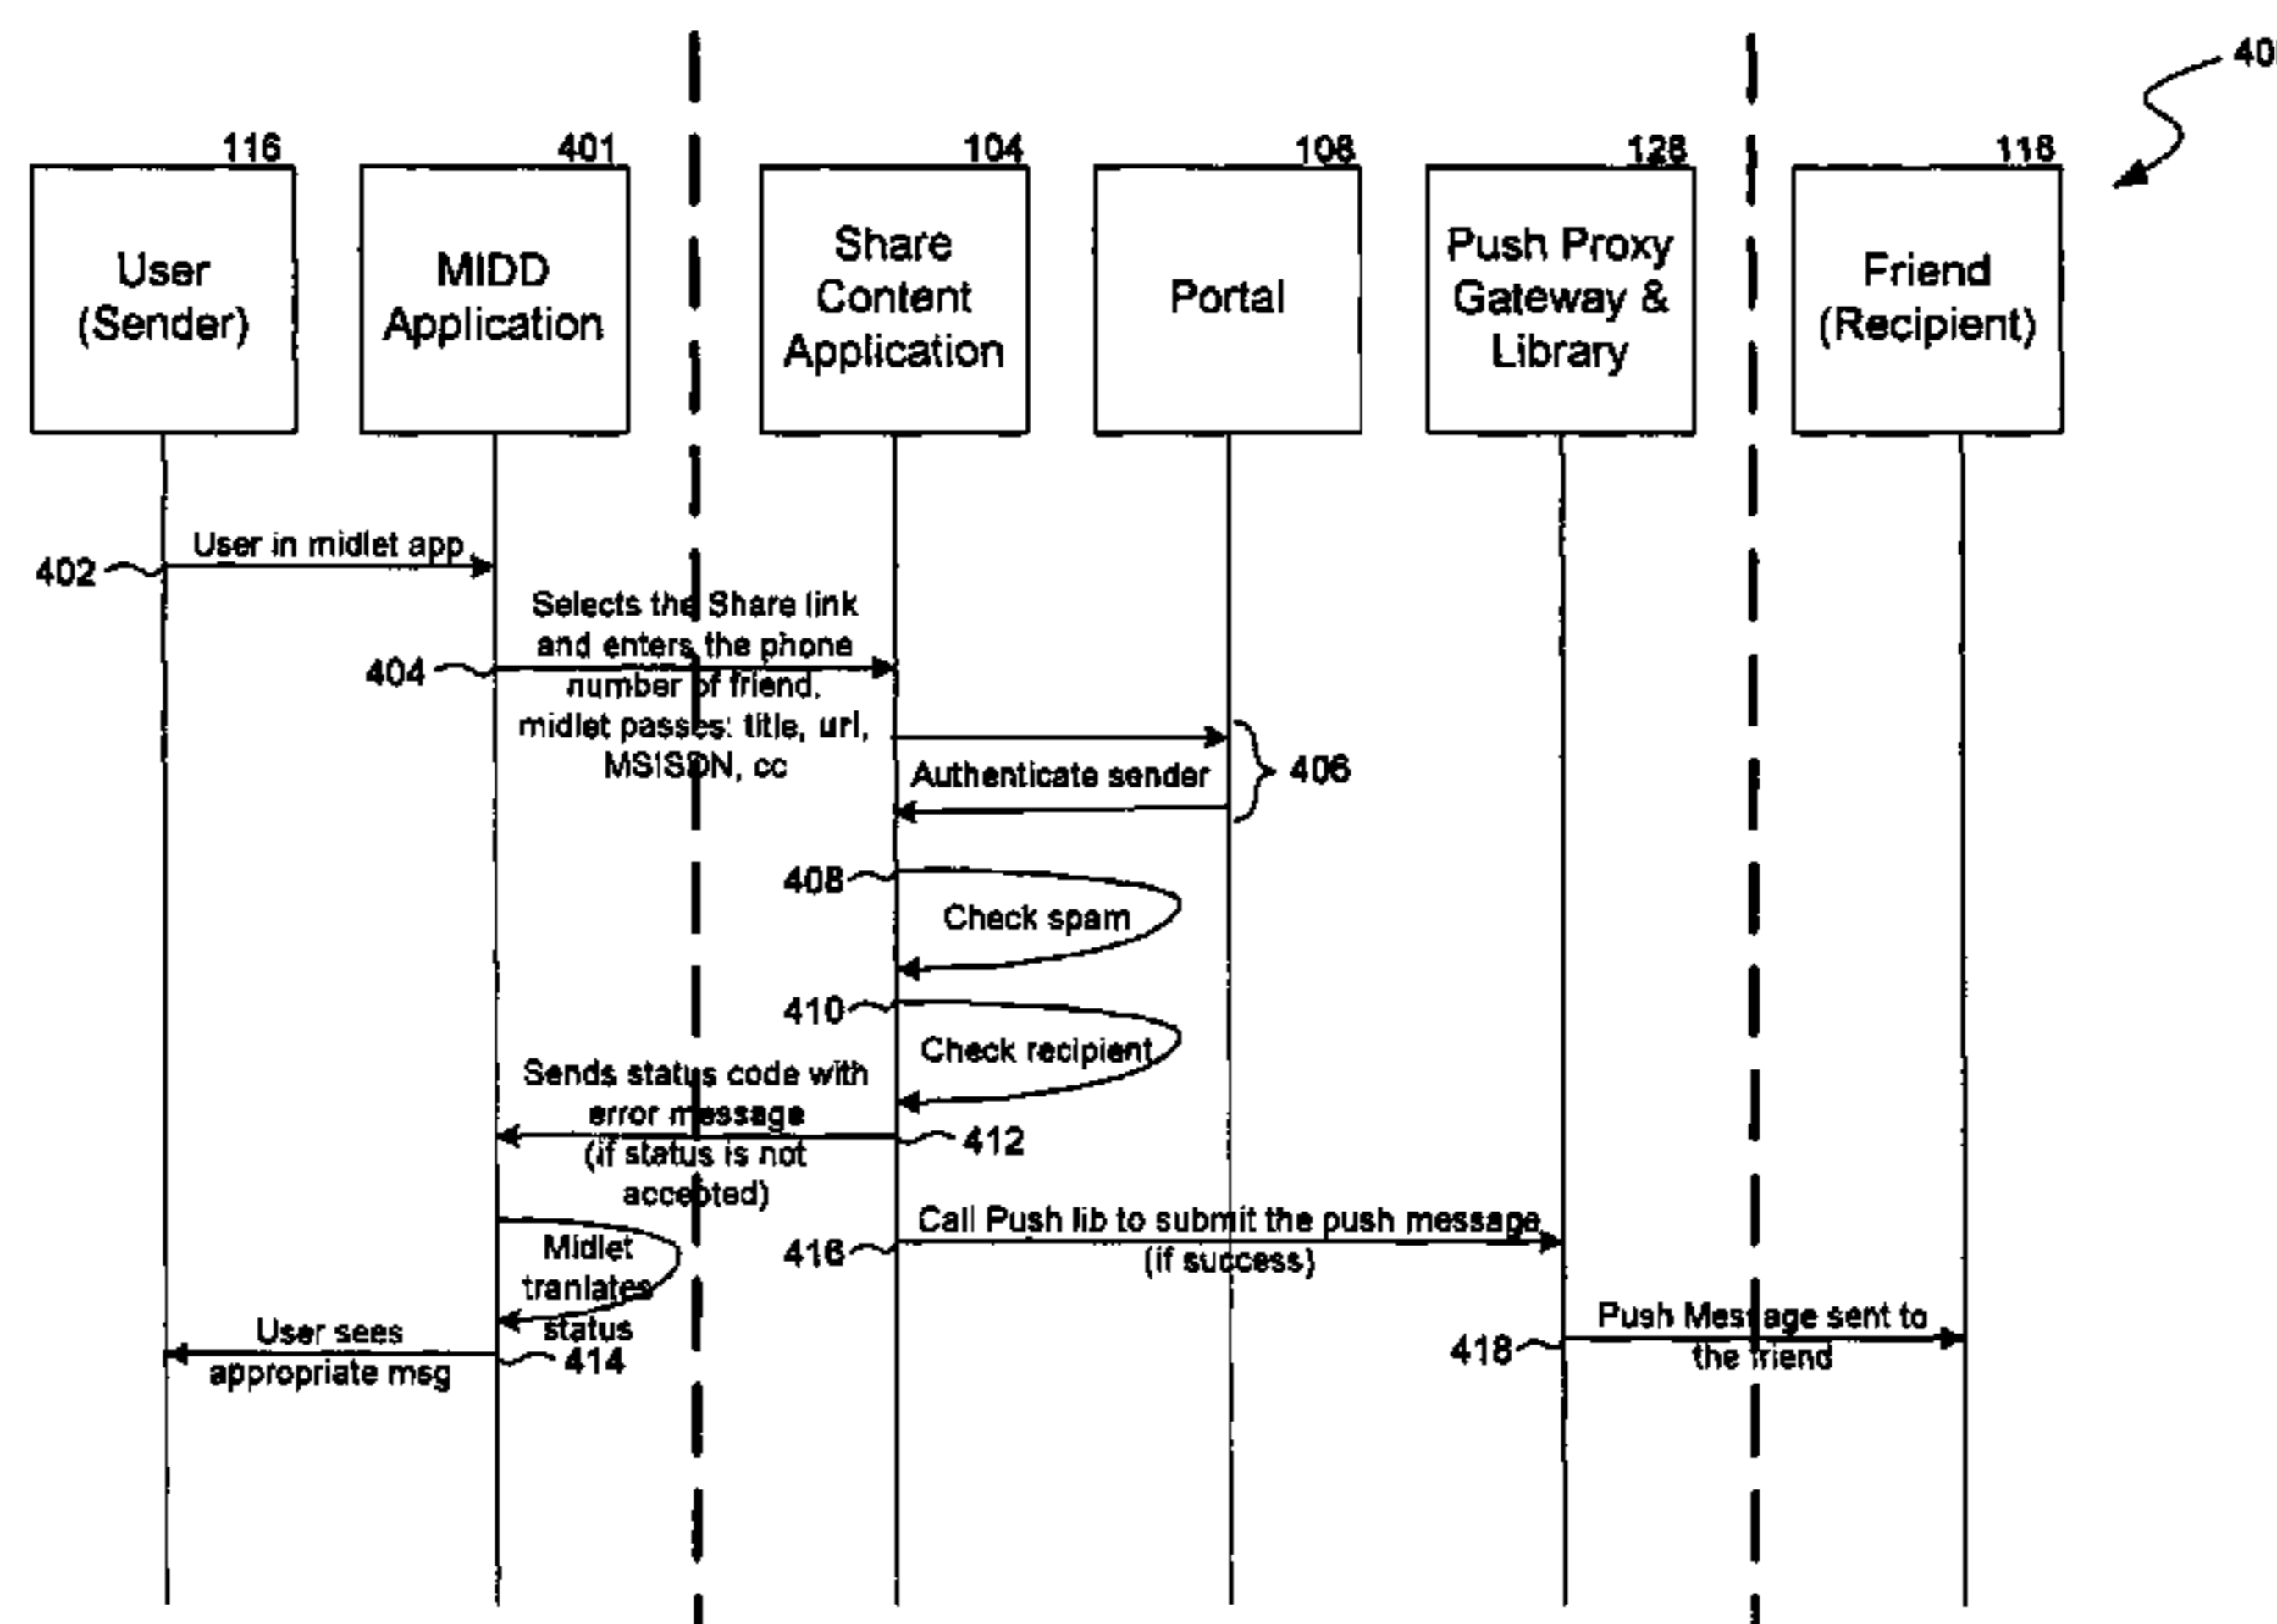 116
401
104
108
128
118
User
(Sender)
MIDD
Application
Share
Content
Application
Portal
Push Proxy
Gateway &
Library
Friend
(Recipient)
402
User in midlet app
Selects the Share link
and enters the phone
404
number of friend.
midlet passes: title, url,
MSISDN, cc
Authenticate sender
406
408
Check spam
410
Check recipient
Sends status code with
error message
412
(if status is not
accepted)
Call Push lib to submit the push message
416
(if success)
Midlet
tranlates
status
User sees
appropriate msg
414
Push Message sent to
418
the friend